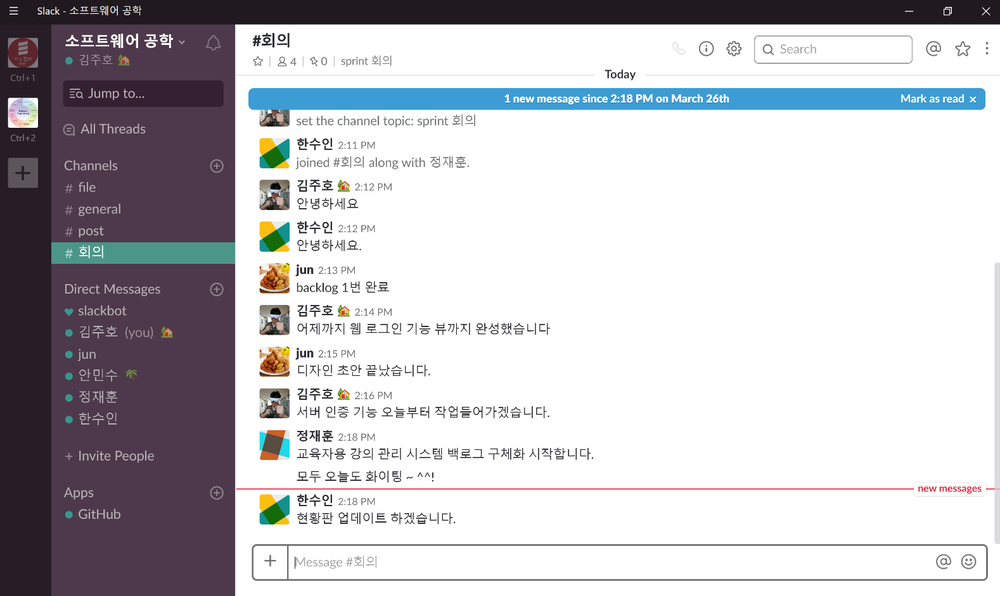 Slack - 소프트웨어 공학
Ctrl+1
Ctrl+2
소프트웨어 공학
김주호
Jump to...
All Threads
Channels
# file
# general
# post
# 회의
Direct Messages
slackbot
김주호 (you)
jun
안민수
정재훈
한수인
+ Invite People
Apps
GitHub
#회의
4
0
sprint 회의
Search
Today
1 new message since 2:18 PM on March 26th
Mark as read ×
set the channel topic: sprint 회의
한수인 2:11 PM
joined #회의 along with 정재훈.
김주호 2:12 PM
안녕하세요
한수인 2:12 PM
안녕하세요.
jun 2:13 PM
backlog 1번 완료
김주호 2:14 PM
어제까지 웹 로그인 기능 뷰까지 완성했습니다
jun 2:15 PM
디자인 초안 끝났습니다.
김주호 2:16 PM
서버 인증 기능 오늘부터 작업들어가겠습니다.
정재훈 2:18 PM
교육자용 강의 관리 시스템 백로그 구체화 시작합니다.
모두 오늘도 화이팅 ~ ^^!
new messages
한수인 2:18 PM
현황판 업데이트 하겠습니다.
Message #회의